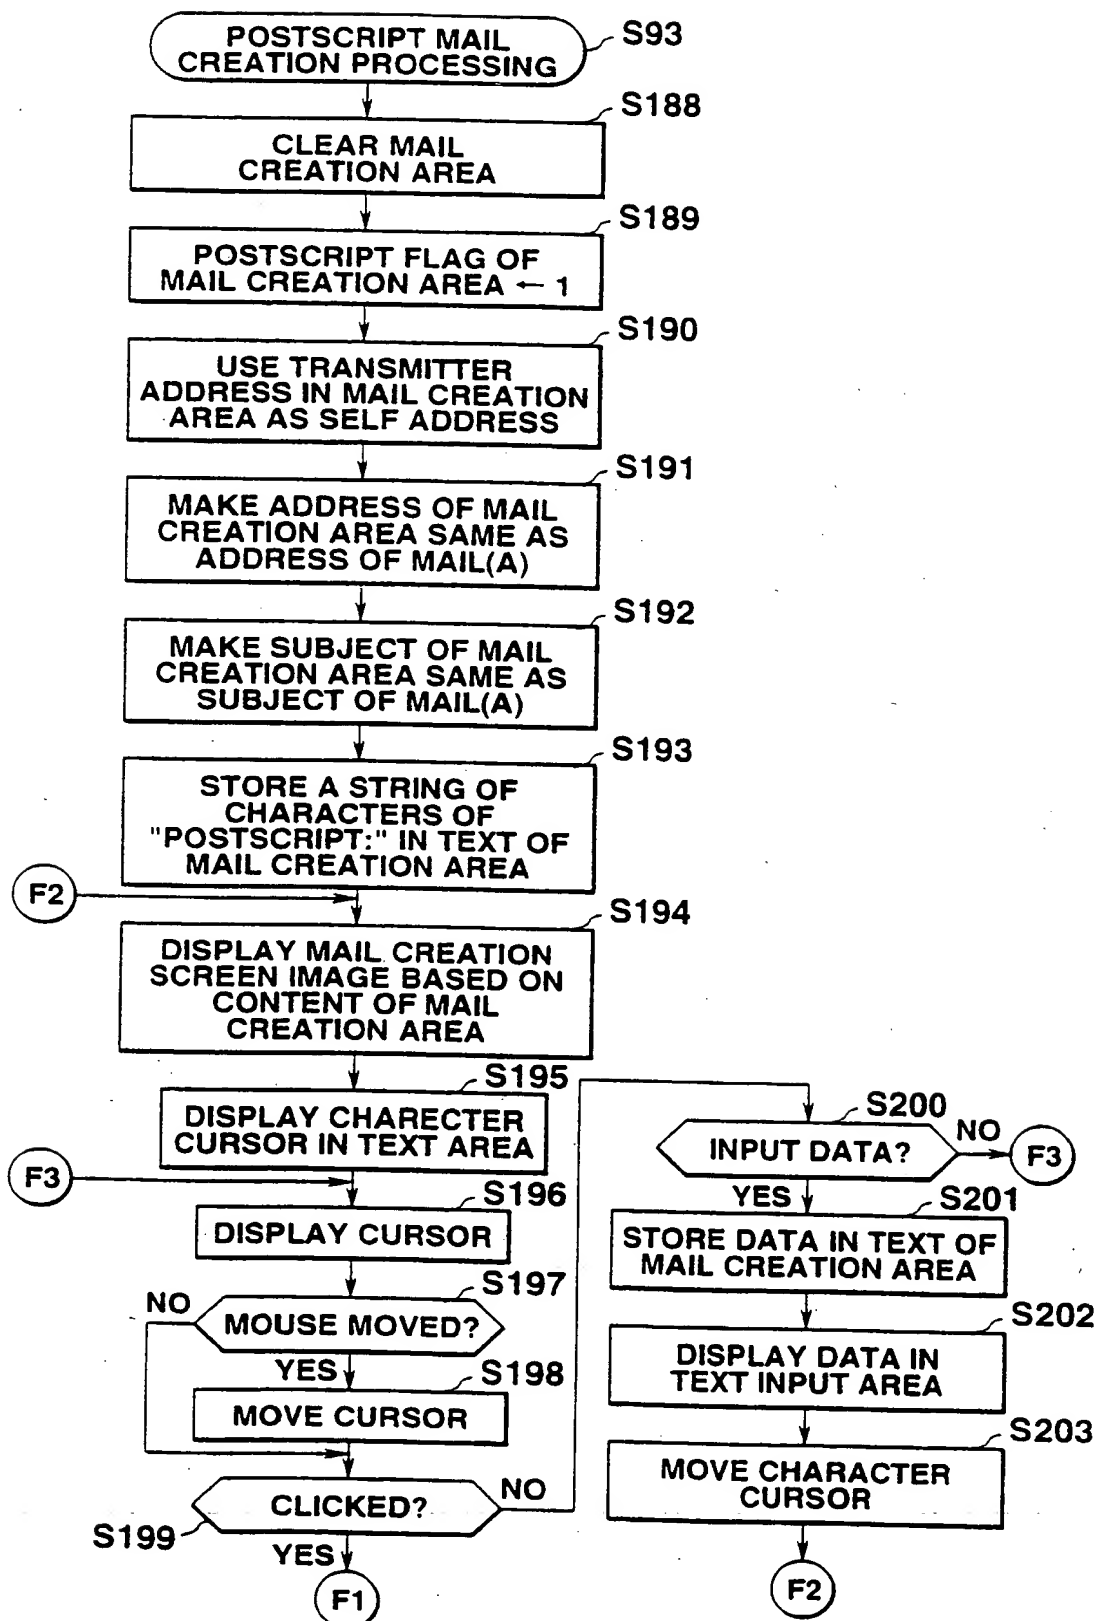 POSTSCRIPT MAIL
CREATION PROCESSING
S93
S188
CLEAR MAIL
CREATION AREA
S189
POSTSCRIPT FLAG OF
MAIL CREATION AREA ← 1
S190
USE TRANSMITTER
ADDRESS IN MAIL CREATION
AREA AS SELF ADDRESS
S191
MAKE ADDRESS OF MAIL
CREATION AREA SAME AS
ADDRESS OF MAIL(A)
S192
MAKE SUBJECT OF MAIL
CREATION AREA SAME AS
SUBJECT OF MAIL(A)
S193
STORE A STRING OF
CHARACTERS OF
"POSTSCRIPT:" IN TEXT OF
MAIL CREATION AREA
F2
S194
DISPLAY MAIL CREATION
SCREEN IMAGE BASED ON
CONTENT OF MAIL
CREATION AREA
S195
DISPLAY CHARECTER
CURSOR IN TEXT AREA
F3
S196
DISPLAY CURSOR
S197
NO
MOUSE MOVED?
YES
S198
MOVE CURSOR
CLICKED?
NO
S199
YES
F1
S200
INPUT DATA?
NO
F3
YES
S201
STORE DATA IN TEXT OF
MAIL CREATION AREA
S202
DISPLAY DATA IN
TEXT INPUT AREA
S203
MOVE CHARACTER
CURSOR
F2